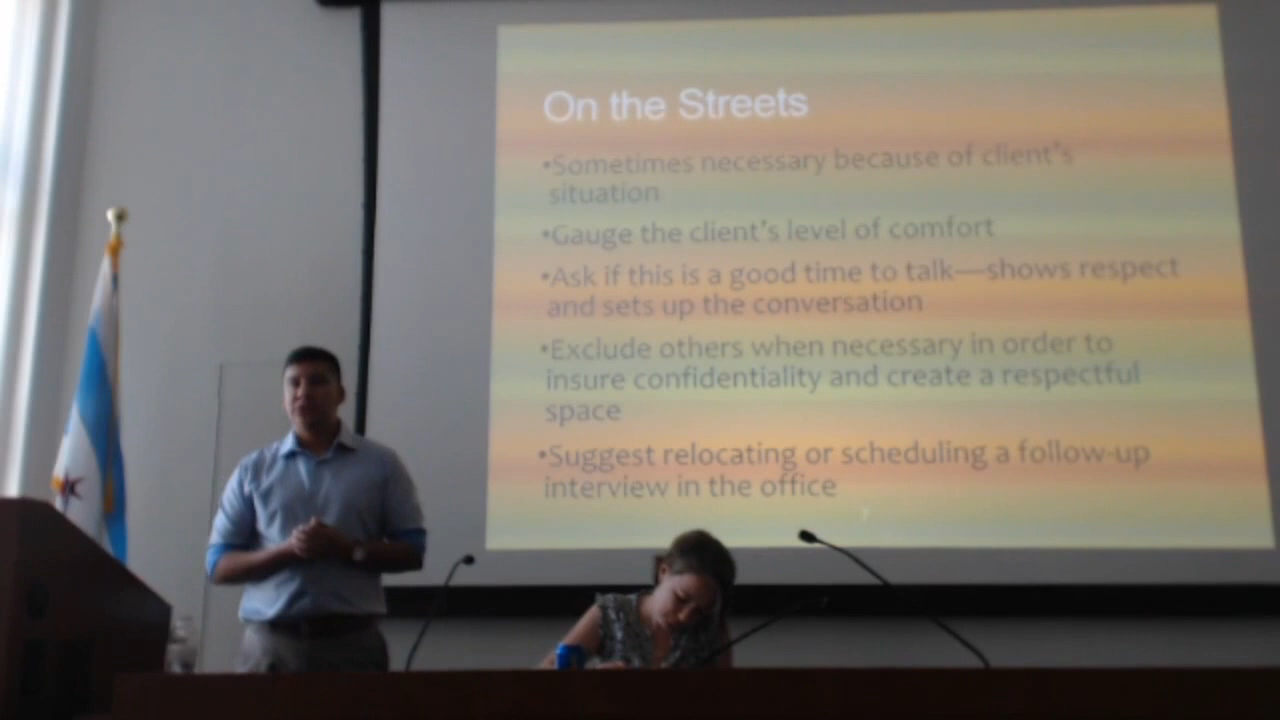 On the Streets
•Sometimes necessary because of client's
situation
•Gauge the client's level of comfort
•Ask if this is a good time to talk—shows respect
and sets up the conversation
•Exclude others when necessary in order to
insure confidentiality and create a respectful
space
•Suggest relocating or scheduling a follow-up
interview in the office